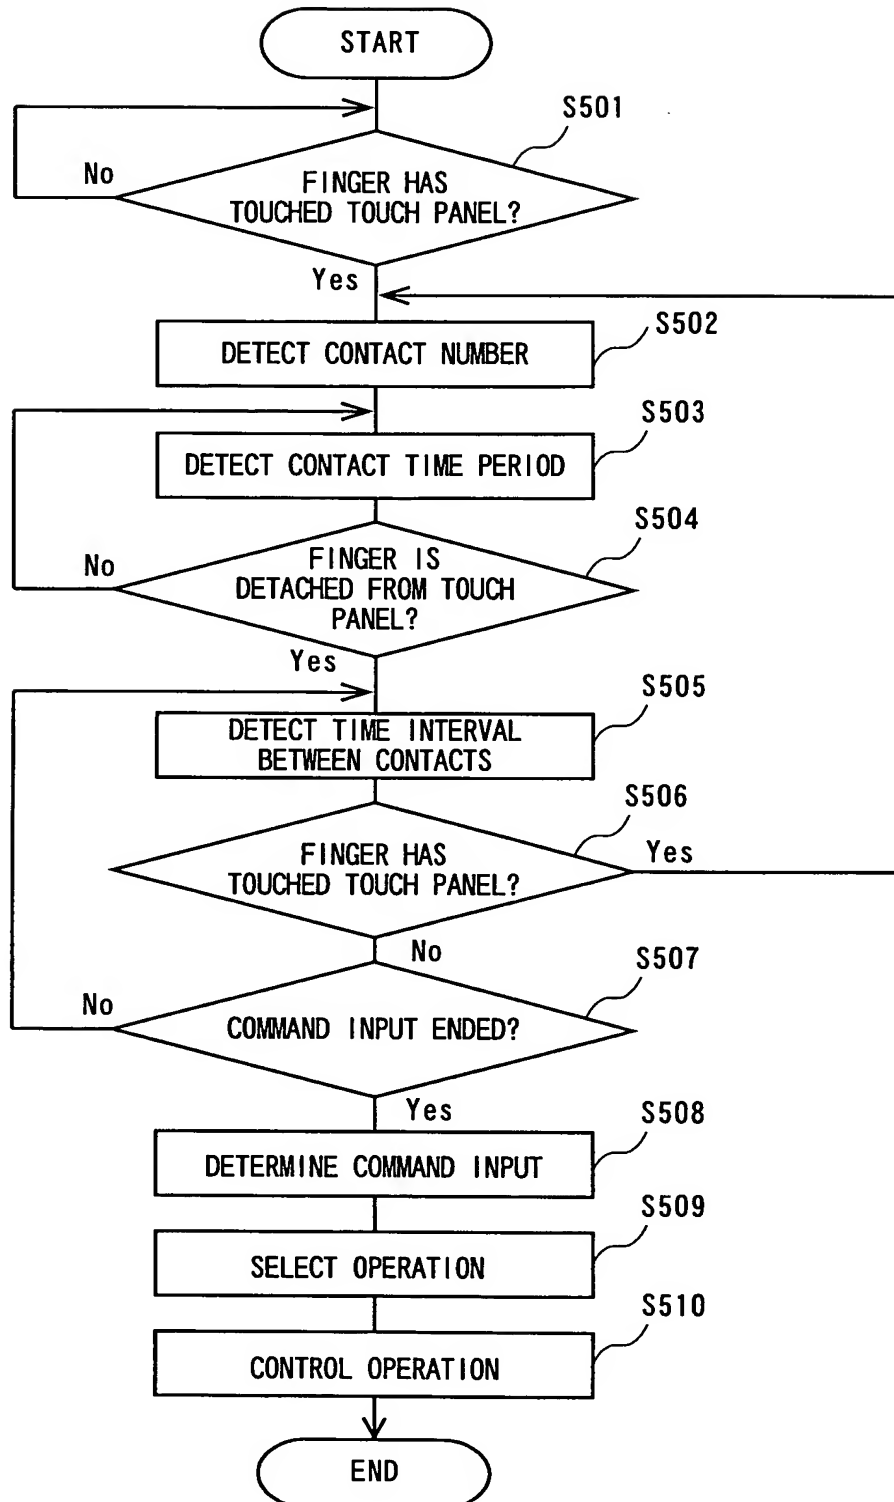 START
S501
No
FINGER HAS
TOUCHED TOUCH PANEL?
Yes
S502
DETECT CONTACT NUMBER
S503
DETECT CONTACT TIME PERIOD
S504
No
FINGER IS
DETACHED FROM TOUCH
PANEL?
Yes
S505
DETECT TIME INTERVAL
BETWEEN CONTACTS
S506
FINGER HAS
TOUCHED TOUCH PANEL?
Yes
No
S507
No
COMMAND INPUT ENDED?
Yes
S508
DETERMINE COMMAND INPUT
S509
SELECT OPERATION
S510
CONTROL OPERATION
END